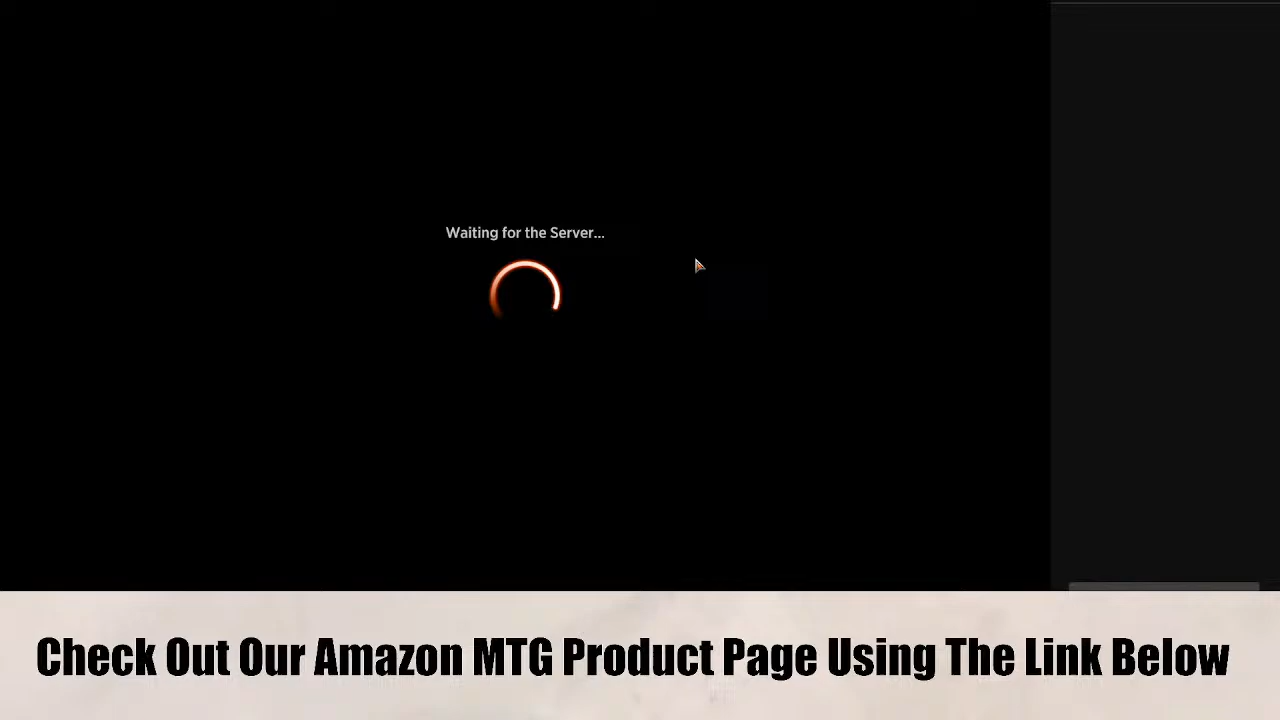 Waiting for the Server...
Check Out Our Amazon MTG Product Page Using The Link Below